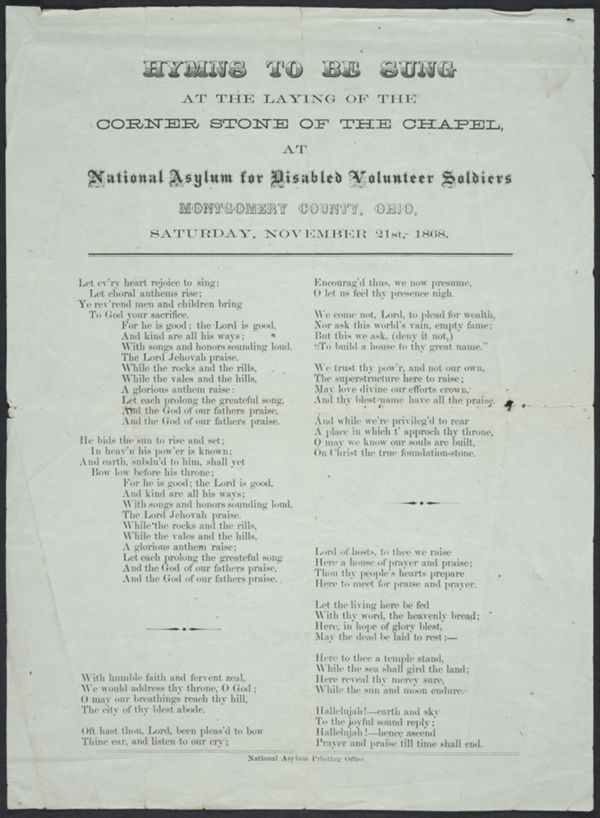 HYMNS TO BE SUNG
AT THE LAYING OF THE
CORNER STONE OF THE CHAPEL,
AT
National Asylum for Disabled Volunteer Soldiers
MONTGOMERY COUNTY, OHIO,
SATURDAY, NOVEMBER 21st, 1868.
Let ev'ry heart rejoice to sing;
Let choral anthems rise;
Ye rev'rend men and children bring
To God your sacrifice.
For he is good; the Lord is good,
And kind are all his ways;
With songs and honors sounding loud.
The Lord Jehovah praise.
While the rocks and the rills,
While the vales and the hills,
A glorious anthem raise:
Let each prolong the greateful song,
And the God of our fathers praise,
And the God of our fathers praise.
He bids the sun to rise and set;
In heav'n his pow'er is known;
And earth, subdu'd to him, shall yet
Bow low before his throne;
For he is good; the Lord is good,
And kind are all his ways;
With songs and honors sounding loud,
The Lord Jehovah praise.
While the rocks and the rills,
While the vales and the hills,
A glorious anthem raise;
Let each prolong the greateful song
And the God of our fathers praise.
And the God of our fathers praise.
With humble faith and fervent zeal,
We would address thy throne, O God;
O may our breathings reach thy hill,
The city of thy blest abode.
Oft hast thou, Lord, been pleas'd to bow
Thine ear, and listen to our cry;
Encourag'd thus, we now presume,
O let us feel thy presence nigh.
We come not, Lord, to plead for wealth,
Nor ask this world's vain, empty fame;
But this we ask, (deny it not,)
"To build a house to thy great name."
We trust thy pow'r, and not our own,
The superstructure here to raise;
May love divine our efforts crown,
And thy blest name have all the praise.
And while we're privileg'd to rear
A place in which t' approch thy throne,
O may we know our souls are built,
On Christ the true foundation-stone.
Lord of hosts, to thee we raise
Here a house of prayer and praise;
Thou thy people's hearts prepare
Here to meet for praise and prayer.
Let the living here be fed
With thy word, the heavenly bread;
Here, in hope of glory blest,
May the dead be laid to rest;—
Here to thee a temple stand,
While the sea shall gird the land;
Here reveal thy mercy sure,
While the sun and moon endure.
Hallelujah!—earth and sky
To the joyful sound reply;
Hallelujah!—hence ascend
Prayer and praise till time shall end.
National Asylum Printing Office.